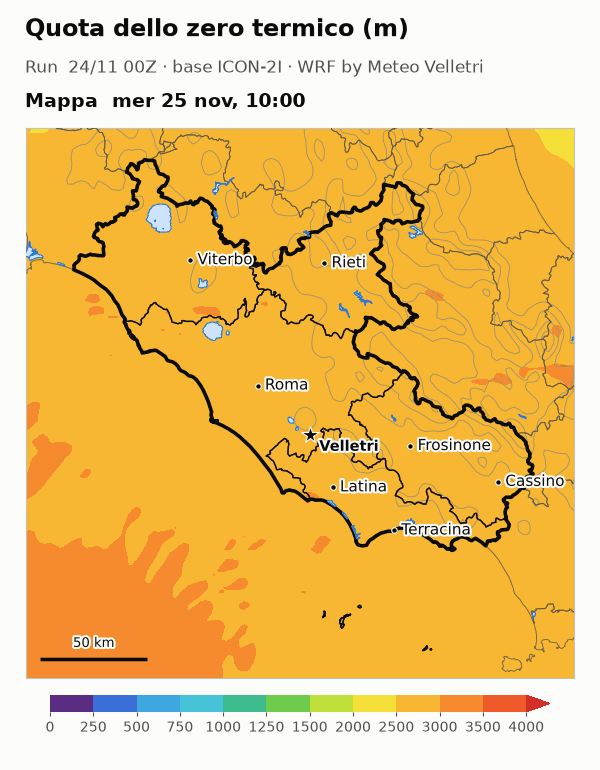 Quota dello zero termico (m)
Run  24/11 00Z · base ICON-2I · WRF by Meteo Velletri
Mappa  mer 25 nov, 10:00
Viterbo
Rieti
Roma
Velletri
Frosinone
Cassino
Latina
Terracina
50 km
0 250 500 750 1000 1250 1500 2000 2500 3000 3500 4000